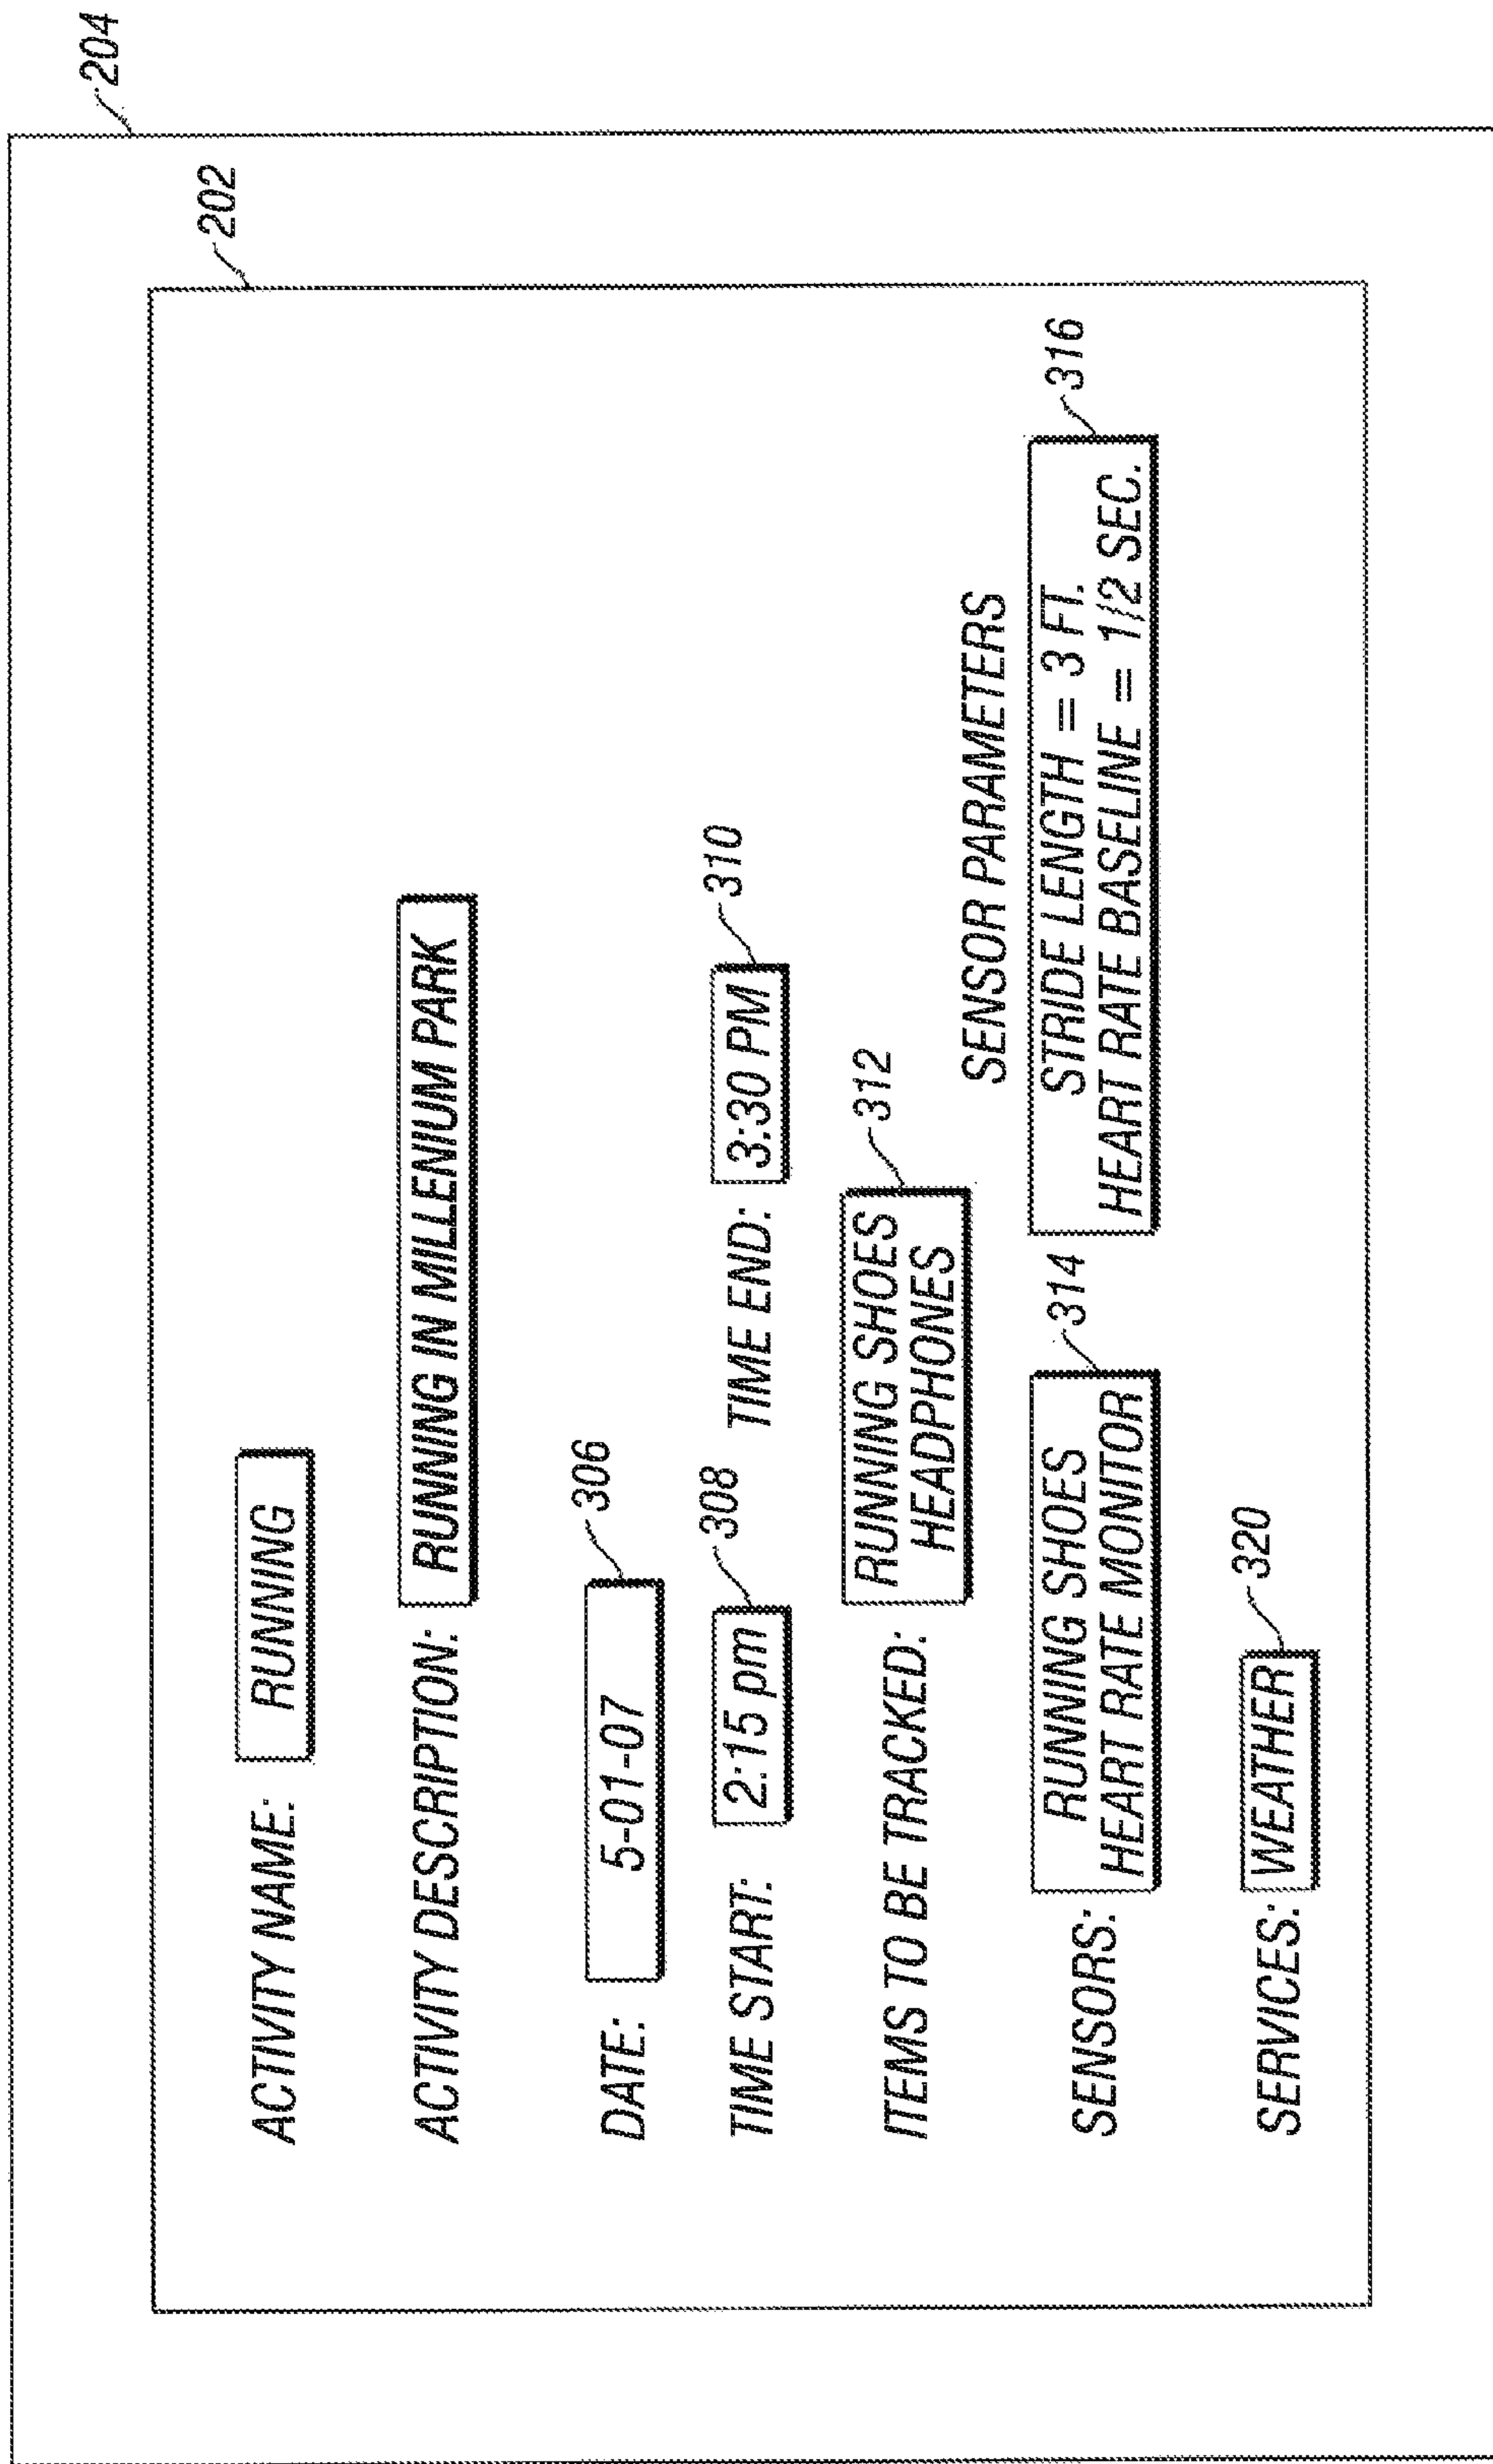 204
202
ACTIVITY NAME: RUNNING
ACTIVITY DESCRIPTION: RUNNING IN MILLENIUM PARK
DATE: 5-01-07 306
TIME START: 2:15 pm 308 TIME END: 3:30 PM 310
ITEMS TO BE TRACKED: RUNNING SHOES 312
HEADPHONES
SENSOR PARAMETERS
SENSORS: RUNNING SHOES 314 STRIDE LENGTH = 3 FT. 316
HEART RATE MONITOR HEART RATE BASELINE = 1/2 SEC.
SERVICES: WEATHER 320